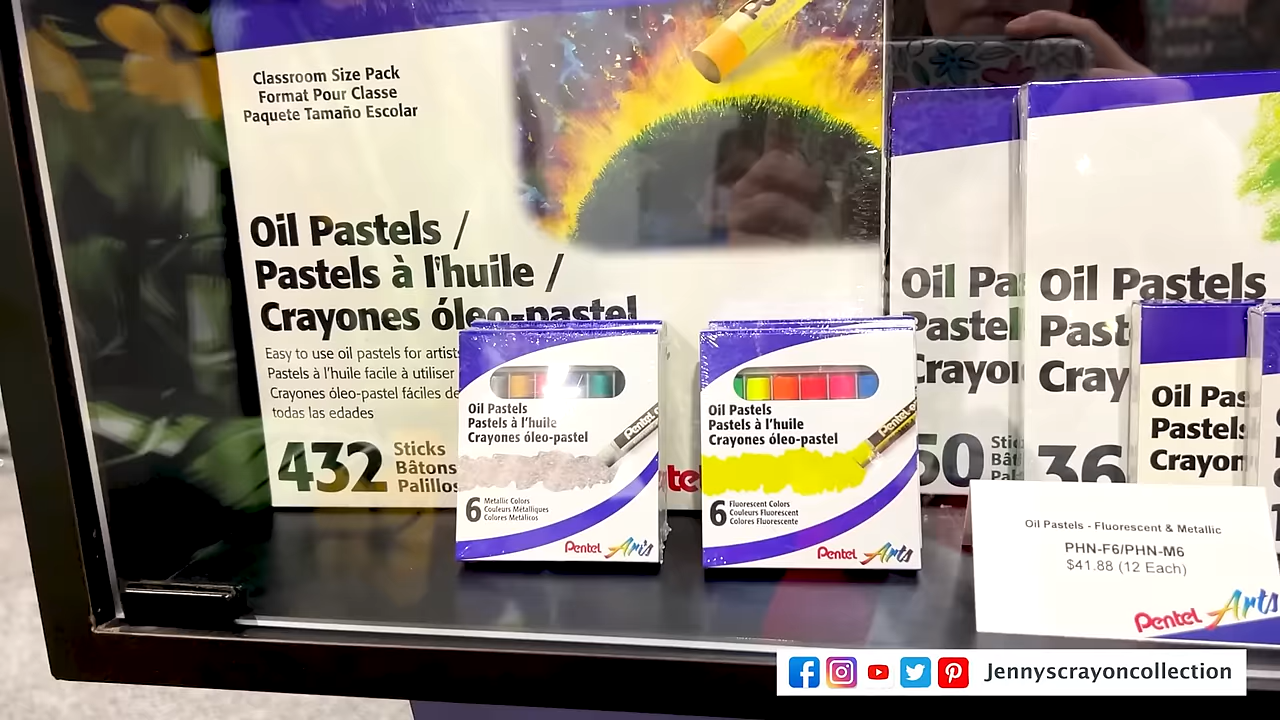 Classroom Size Pack
Format Pour Classe
Paquete Tamaño Escolar
Oil Pastels /
Pastels à l'huile /
Crayones óleo-pastel
Easy to use oil pastels for artists
Pastels à l'huile facile à utiliser
Crayones óleo-pastel fáciles de
todas las edades
432
Sticks
Bâtons
Palillos
Oil Pastels
Pastels à l'huile
Crayones óleo-pastel
Pentel
6
Metallic Colors
Couleurs Métalliques
Colores Metálicos
Pentel Arts
Oil Pastels
Pastels à l'huile
Crayones óleo-pastel
Pentel
6
Fluorescent Colors
Couleurs Fluorescent
Colores Fluorescente
Pentel Arts
Oil Pa
Pastel
Crayo
50
Oil Pastels
Past
Cray
36
Oil Pas
Pastels
Crayon
Oil Pastels - Fluorescent & Metallic
PHN-F6/PHN-M6
$41.88 (12 Each)
Pentel Arts
Jennyscrayoncollection